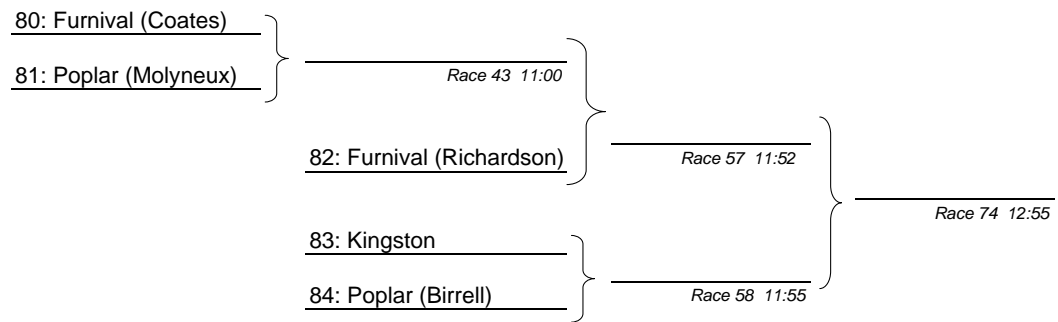 80: Furnival (Coates)
81: Poplar (Molyneux)
Race 43 11:00
82: Furnival (Richardson)
Race 57 11:52
Race 74 12:55
83: Kingston
84: Poplar (Birrell)
Race 58 11:55